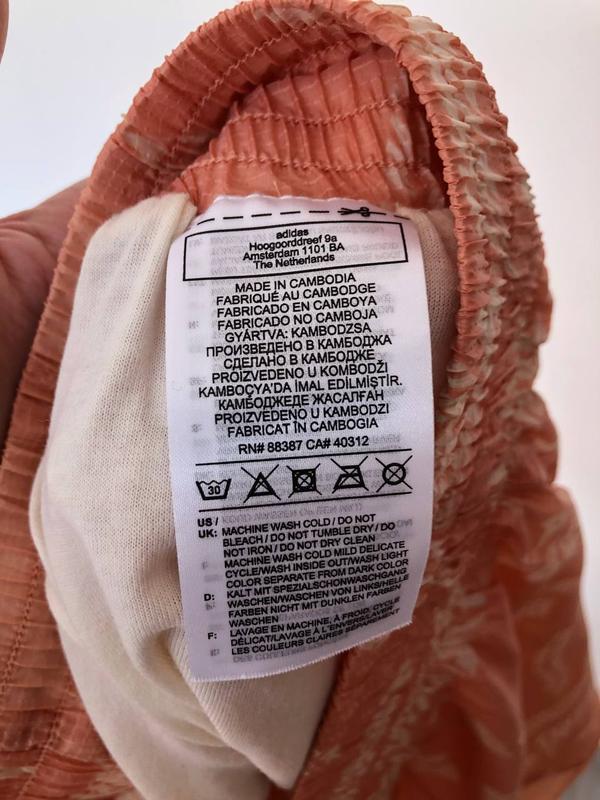 adidas
Hoogoorddreef 9a
Amsterdam 1101 BA
The Netherlands
MADE IN CAMBODIA
FABRIQUÉ AU CAMBODGE
FABRICADO EN CAMBOYA
FABRICADO NO CAMBOJA
GYÁRTVA: KAMBODZSA
ПРОИЗВЕДЕНО В КАМБОДЖА
СДЕЛАНО В КАМБОДЖЕ
PROIZVEDENO U KOMBODŽI
KAMBOÇYA'DA İMAL EDİLMİŞTİR.
КАМБОДЖЕДЕ ЖАСАЛҒАН
PROIZVEDENO U KAMBODZI
FABRICAT ÎN CAMBOGIA
RN# 88387 CA# 40312
30
US /
UK: MACHINE WASH COLD / DO NOT
BLEACH / DO NOT TUMBLE DRY / DO
NOT IRON / DO NOT DRY CLEAN
MACHINE WASH COLD MILD DELICATE
CYCLE/WASH INSIDE OUT/WASH LIGHT
COLOR SEPARATE FROM DARK COLOR
D: KALT MIT SPEZIALSCHONWASCHGANG
WASCHEN/WASCHEN VON LINKS/HELLE
FARBEN NICHT MIT DUNKLEN FARBEN
WASCHEN
F: LAVAGE EN MACHINE, À FROID, CYCLE
DÉLICAT/LAVAGE À L'ENVERS/LAVER
LES COULEURS CLAIRES SÉPARÉMENT